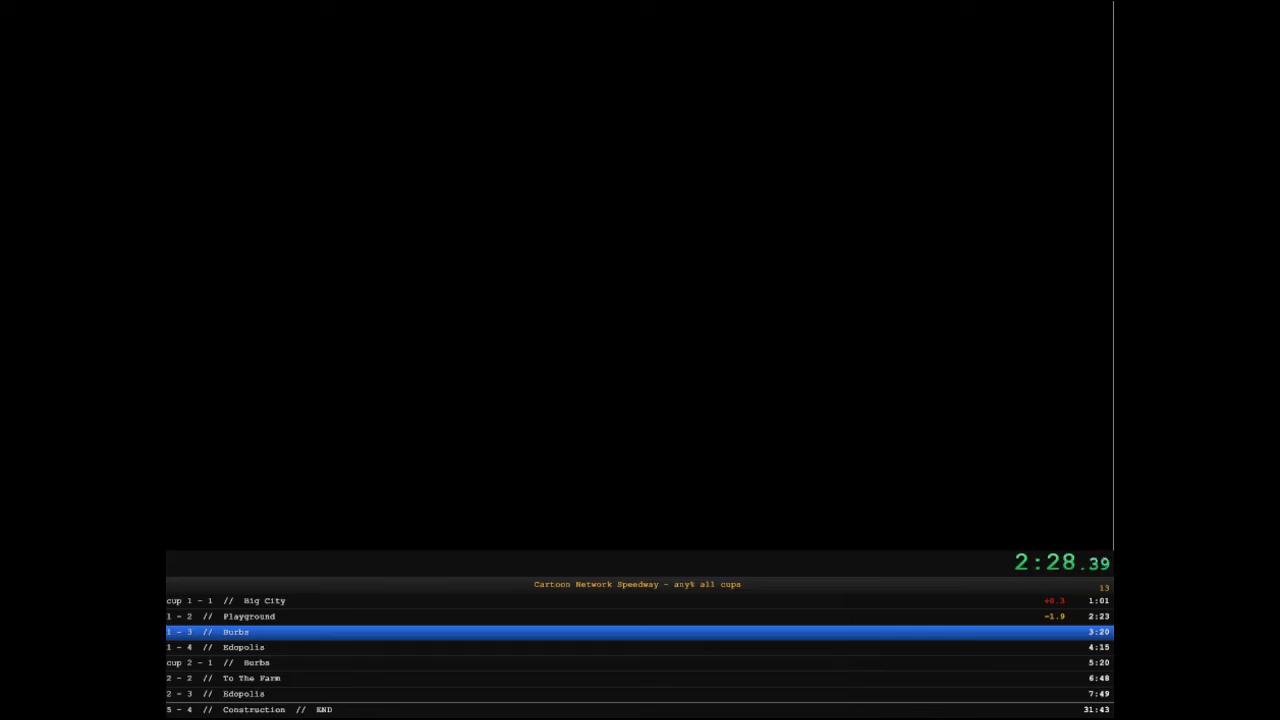 2:28.39
Cartoon Network Speedway - any% all cups
13
cup 1 - 1 // Big City +0.3 1:01
1 - 2 // Playground -1.9 2:23
1 - 3 // Burbs 3:20
1 - 4 // Edopolis 4:15
cup 2 - 1 // Burbs 5:20
2 - 2 // To The Farm 6:48
2 - 3 // Edopolis 7:49
5 - 4 // Construction // END 31:43